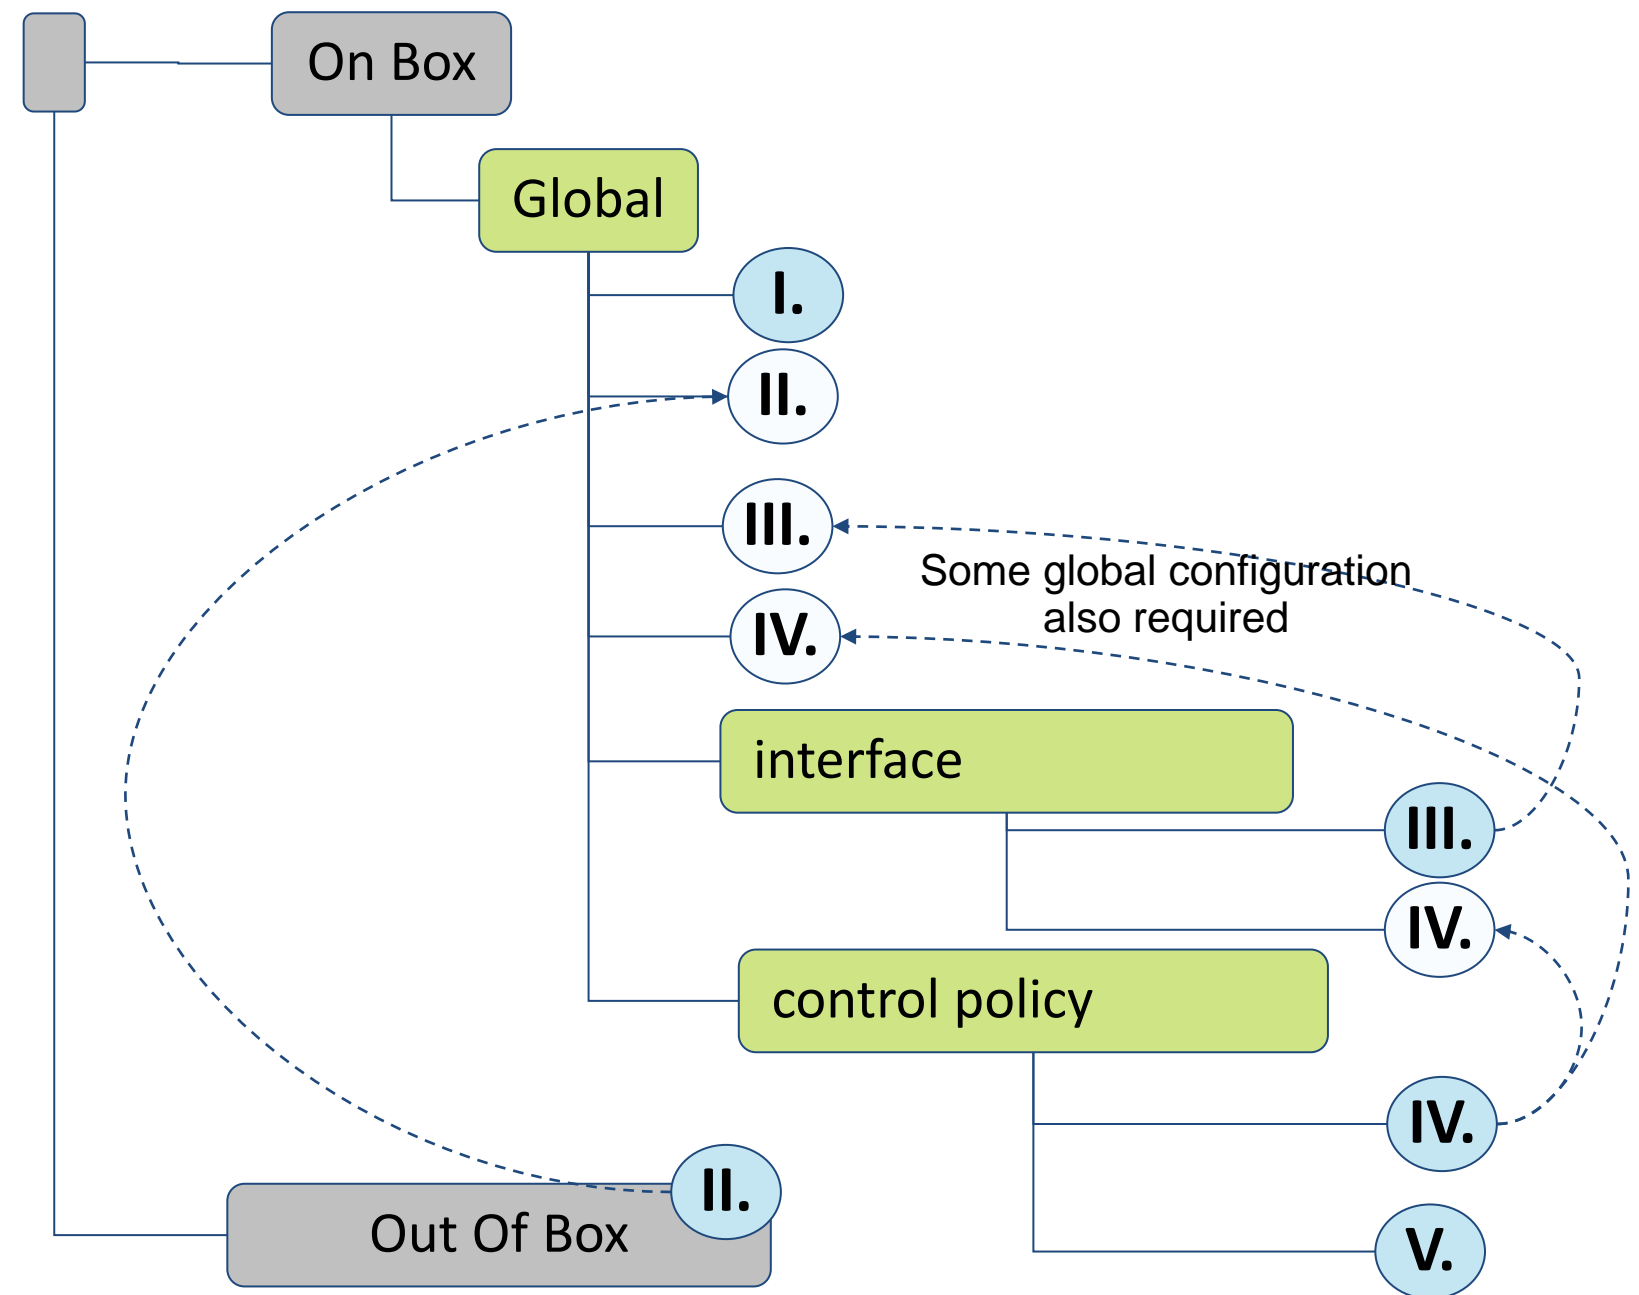 On Box
Global
I.
II.
III.
Some global configuration
also required
IV.
interface
III.
IV.
control policy
IV.
II.
Out Of Box
V.